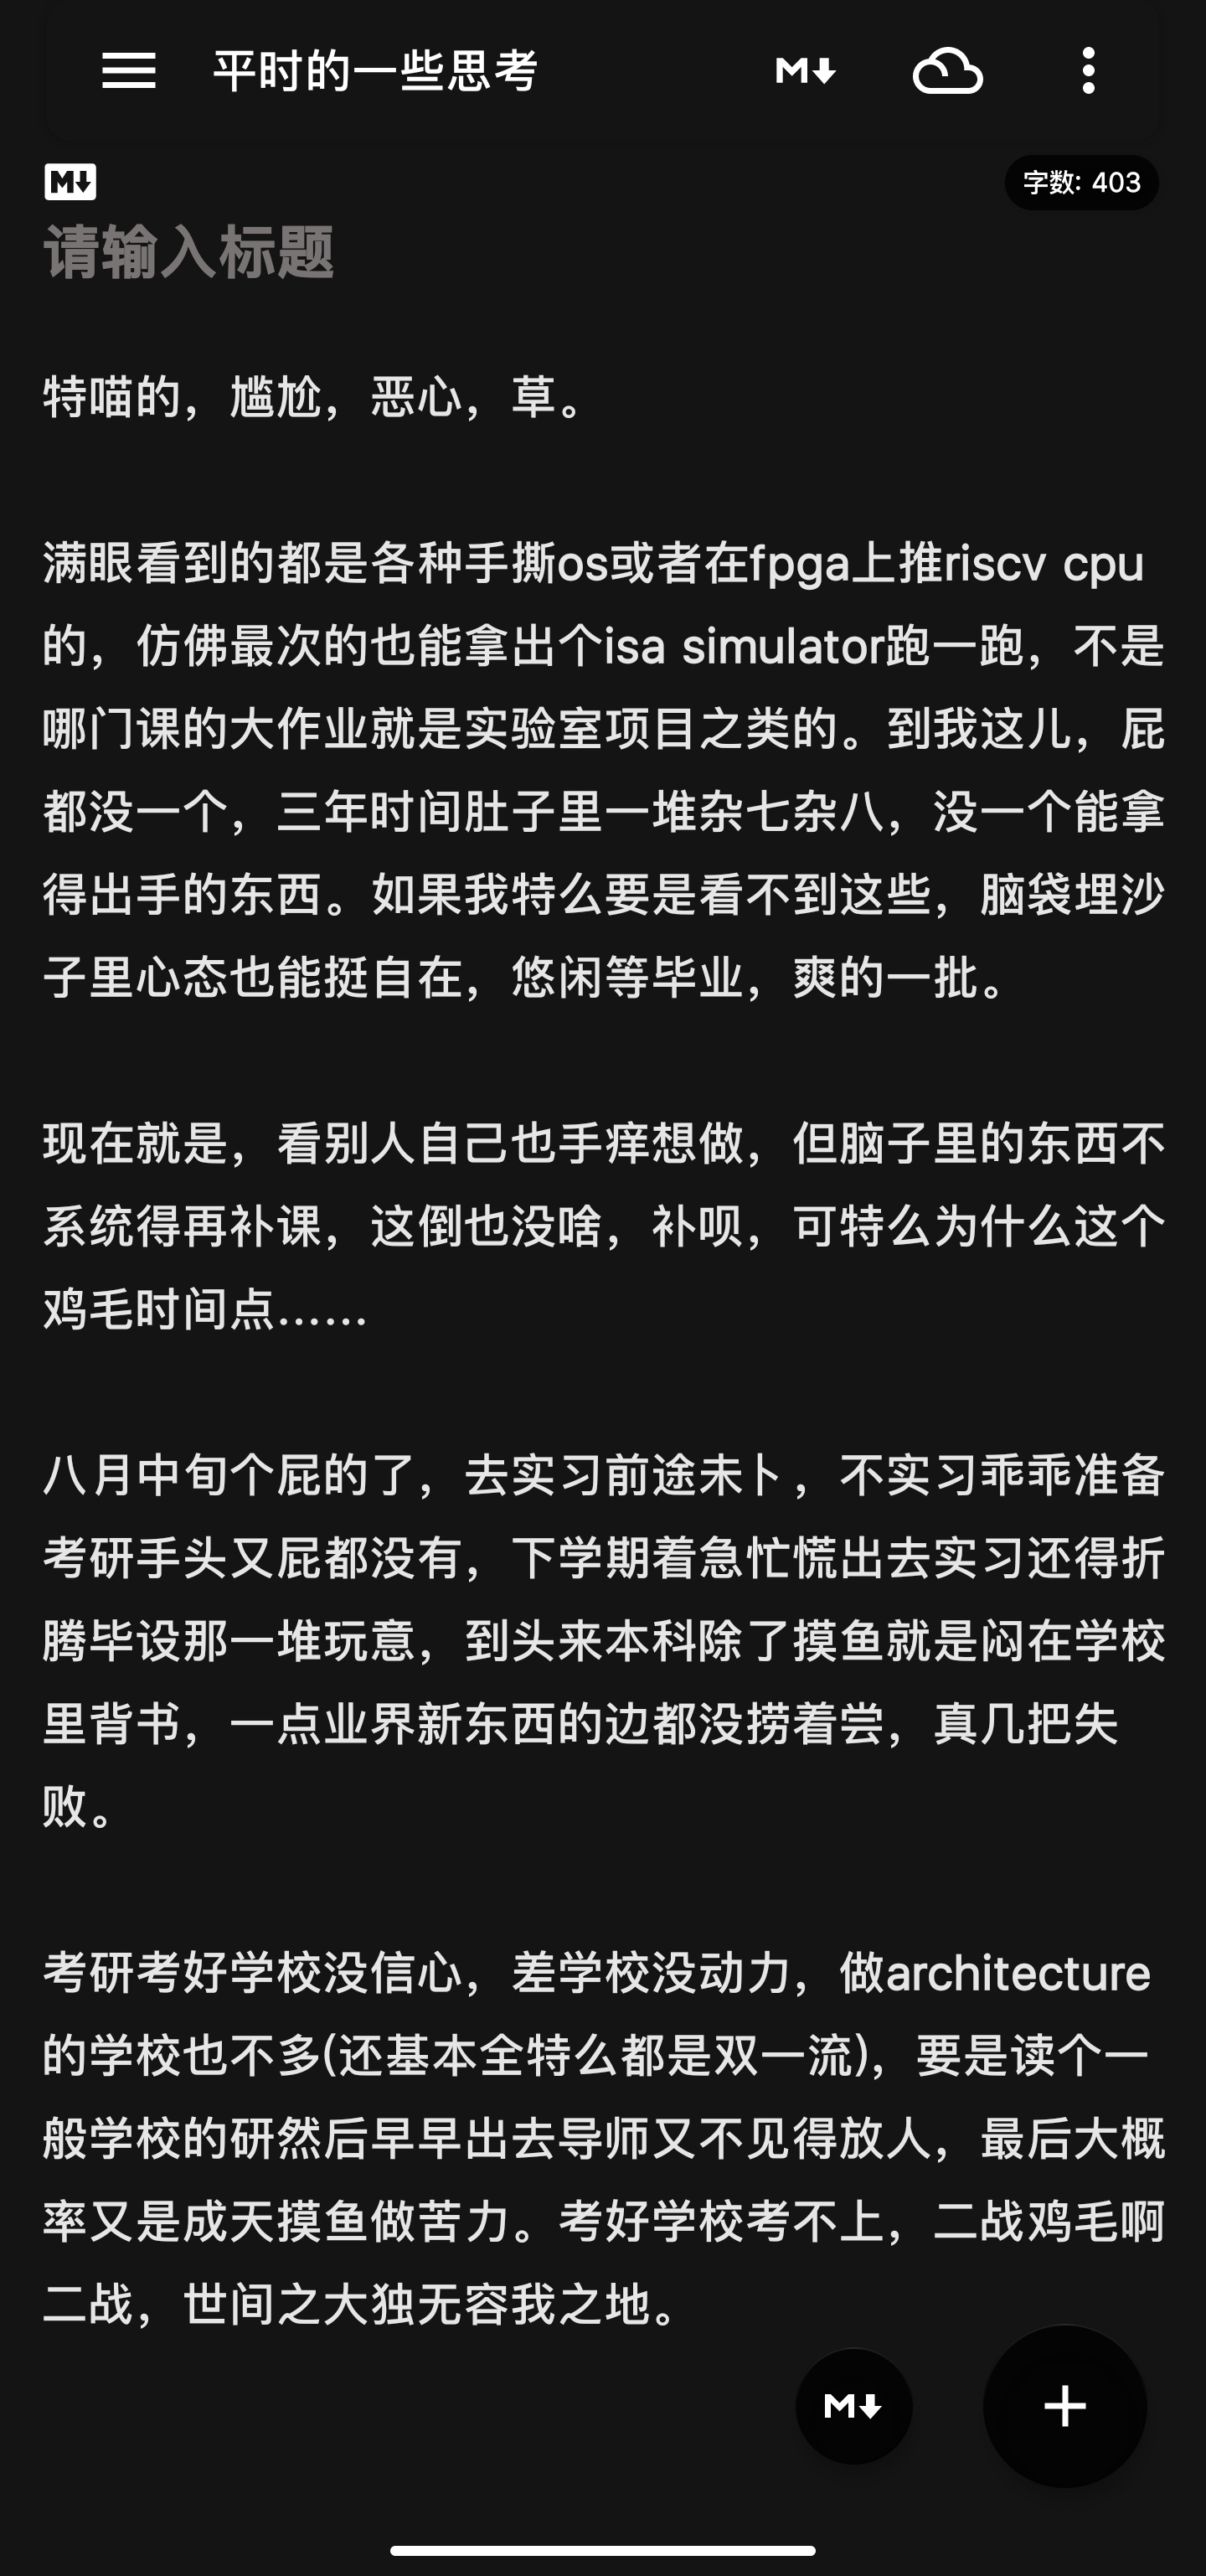 平时的一些思考
M
M
字数: 403
请输入标题
特喵的，尴尬，恶心，草。
满眼看到的都是各种手撕os或者在fpga上推riscv cpu
的，仿佛最次的也能拿出个isa simulator跑一跑，不是
哪门课的大作业就是实验室项目之类的。到我这儿，屁
都没一个，三年时间肚子里一堆杂七杂八，没一个能拿
得出手的东西。如果我特么要是看不到这些，脑袋埋沙
子里心态也能挺自在，悠闲等毕业，爽的一批。
现在就是，看别人自己也手痒想做，但脑子里的东西不
系统得再补课，这倒也没啥，补呗，可特么为什么这个
鸡毛时间点……
八月中旬个屁的了，去实习前途未卜，不实习乖乖准备
考研手头又屁都没有，下学期着急忙慌出去实习还得折
腾毕设那一堆玩意，到头来本科除了摸鱼就是闷在学校
里背书，一点业界新东西的边都没捞着尝，真几把失
败。
考研考好学校没信心，差学校没动力，做architecture
的学校也不多(还基本全特么都是双一流)，要是读个一
般学校的研然后早早出去导师又不见得放人，最后大概
率又是成天摸鱼做苦力。考好学校考不上，二战鸡毛啊
二战，世间之大独无容我之地。
M